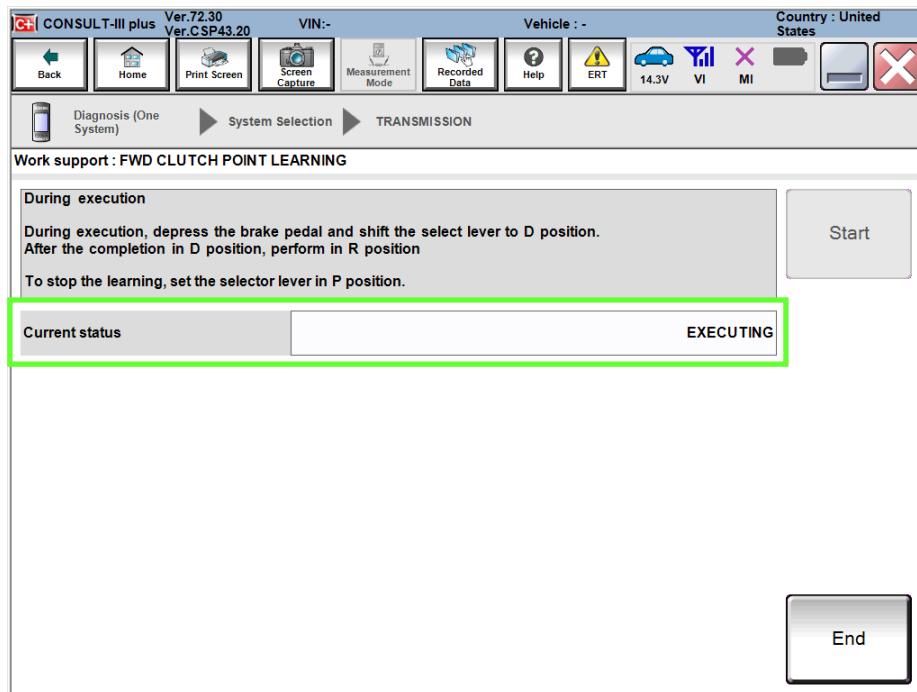 C+ CONSULT-III plus Ver.72.30 VIN:- Vehicle : - Country : United
Ver.CSP43.20 States
Back Home Print Screen Screen Capture Measurement Mode Recorded Data Help ERT 14.3V VI MI
Diagnosis (One System) System Selection TRANSMISSION
Work support : FWD CLUTCH POINT LEARNING
During execution
During execution, depress the brake pedal and shift the select lever to D position.
After the completion in D position, perform in R position
To stop the learning, set the selector lever in P position.
Start
Current status EXECUTING
End